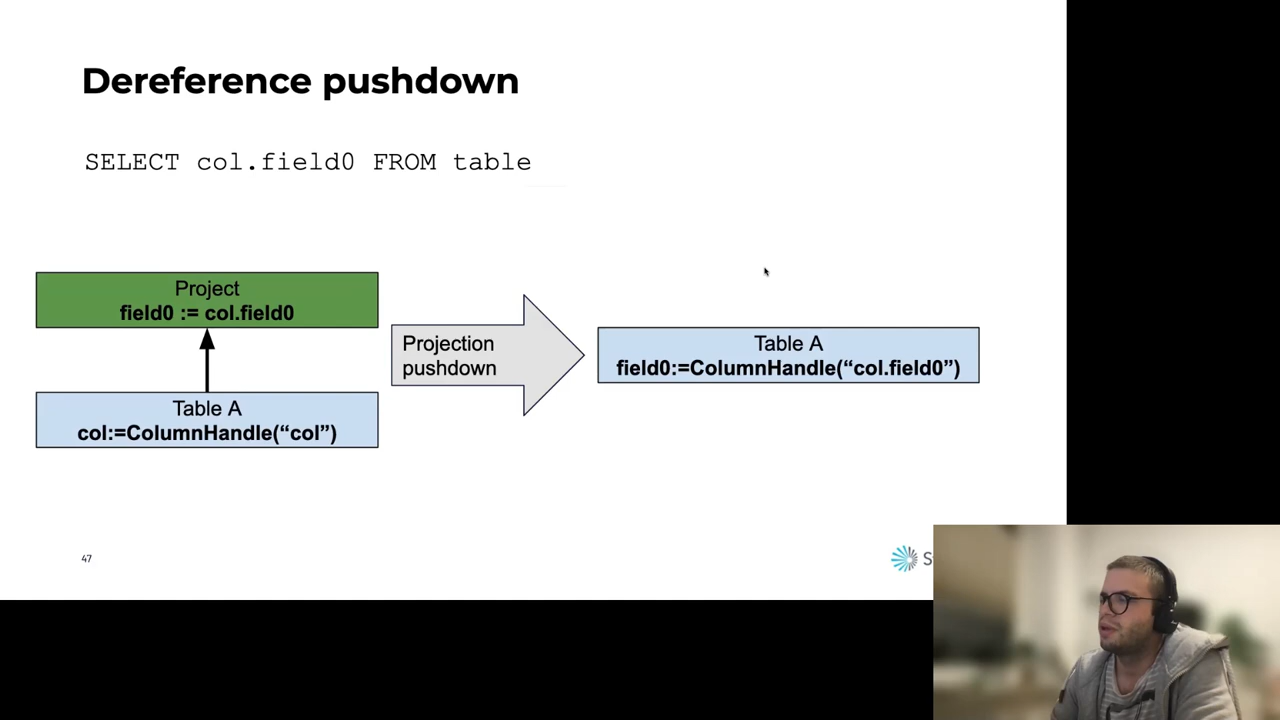 Dereference pushdown
SELECT col.field0 FROM table
Project
field0 := col.field0
Table A
col:=ColumnHandle(“col”)
Projection
pushdown
Table A
field0:=ColumnHandle(“col.field0”)
47
S